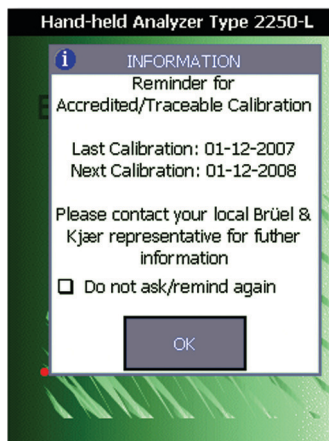 Hand-held Analyzer Type 2250-L
INFORMATION
Reminder for
Accredited/Traceable Calibration
Last Calibration: 01-12-2007
Next Calibration: 01-12-2008
Please contact your local Brüel &
Kjær representative for futher
information
Do not ask/remind again
OK